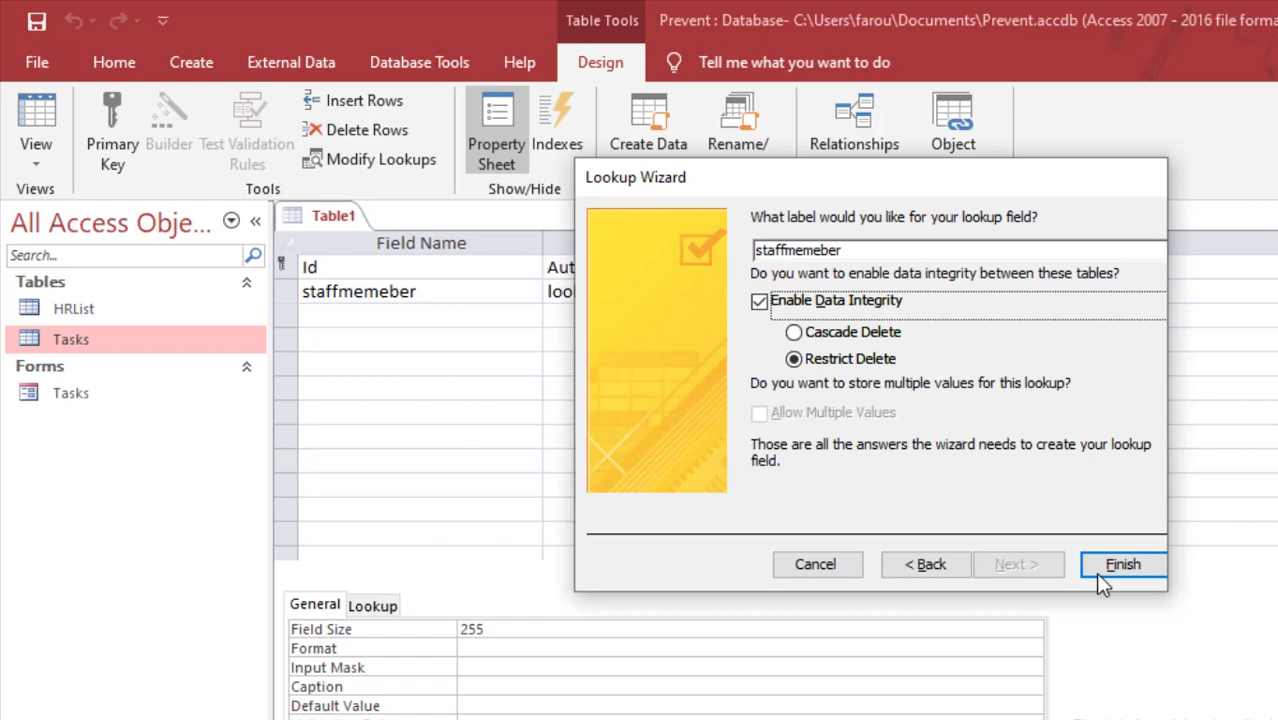 Table Tools
Prevent : Database- C:\Users\farou\Documents\Prevent.accdb (Access 2007 - 2016 file forma
File Home Create External Data Database Tools Help Design Tell me what you want to do
View
Primary Key
Builder
Test Validation Rules
Insert Rows
Delete Rows
Modify Lookups
Property Sheet
Indexes
Create Data
Rename/
Relationships
Object
Views Tools Show/Hide
All Access Obje... «
Search...
Tables
HRList
Tasks
Forms
Tasks
Table1
Field Name
Id Aut
staffmemeber loo
Lookup Wizard
What label would you like for your lookup field?
staffmemeber
Do you want to enable data integrity between these tables?
Enable Data Integrity
Cascade Delete
Restrict Delete
Do you want to store multiple values for this lookup?
Allow Multiple Values
Those are all the answers the wizard needs to create your lookup
field.
Cancel < Back Next > Finish
General Lookup
Field Size 255
Format
Input Mask
Caption
Default Value